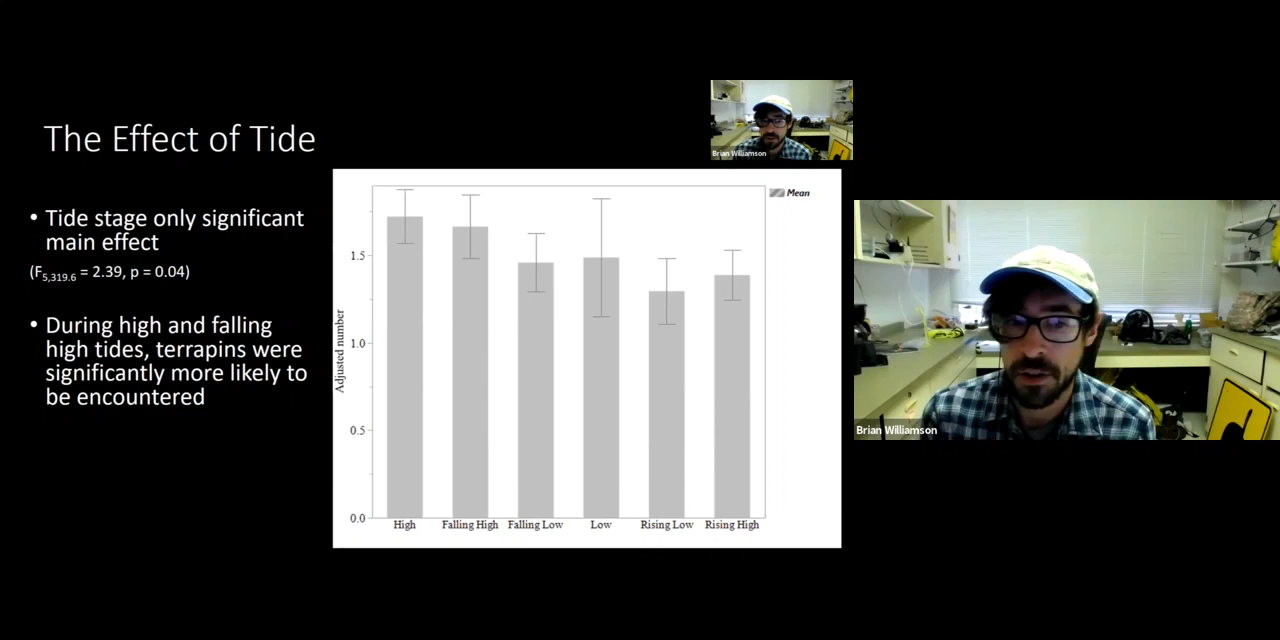 The Effect of Tide
• Tide stage only significant
main effect
(F5,319.6 = 2.39, p = 0.04)
• During high and falling
high tides, terrapins were
significantly more likely to
be encountered
Mean
Adjusted number
1.5
1.0
0.5
0.0
High Falling High Falling Low Low Rising Low Rising High
Brian Williamson
Brian Williamson